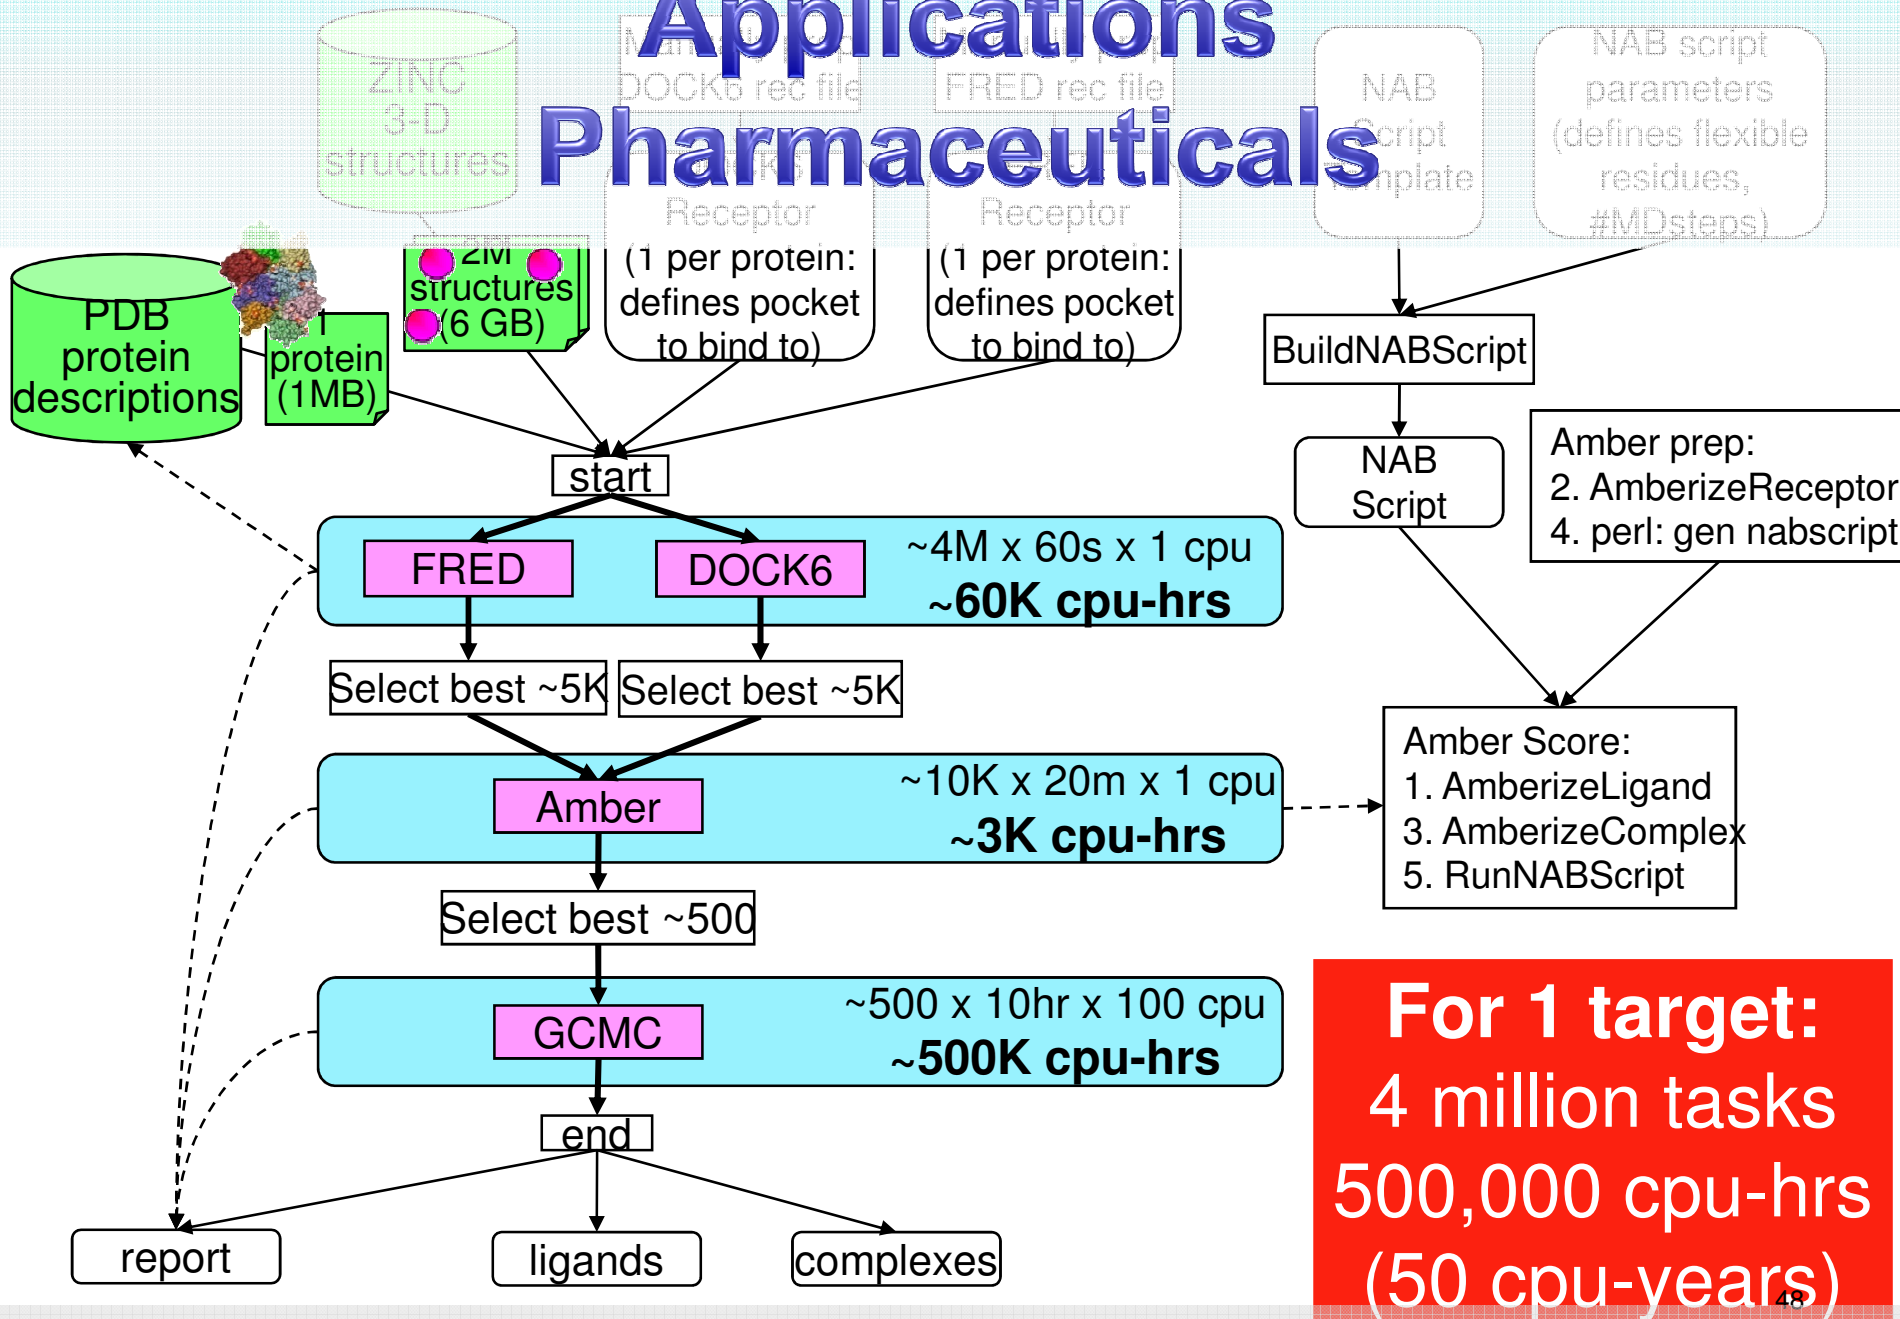 Applications
Pharmaceuticals
ZINC
3-D
structures
DOCK6 rec file
FRED rec file
NAB
Script
Template
NAB script
parameters
(defines flexible
residues,
#MDsteps)
Receptor
(1 per protein:
defines pocket
to bind to)
Receptor
(1 per protein:
defines pocket
to bind to)
PDB
protein
descriptions
1
protein
(1MB)
2M
structures
(6 GB)
BuildNABScript
NAB
Script
Amber prep:
2. AmberizeReceptor
4. perl: gen nabscript
start
FRED
DOCK6
~4M x 60s x 1 cpu
~60K cpu-hrs
Select best ~5K
Select best ~5K
Amber
~10K x 20m x 1 cpu
~3K cpu-hrs
Amber Score:
1. AmberizeLigand
3. AmberizeComplex
5. RunNABScript
Select best ~500
GCMC
~500 x 10hr x 100 cpu
~500K cpu-hrs
end
report
ligands
complexes
For 1 target:
4 million tasks
500,000 cpu-hrs
(50 cpu-years)
48